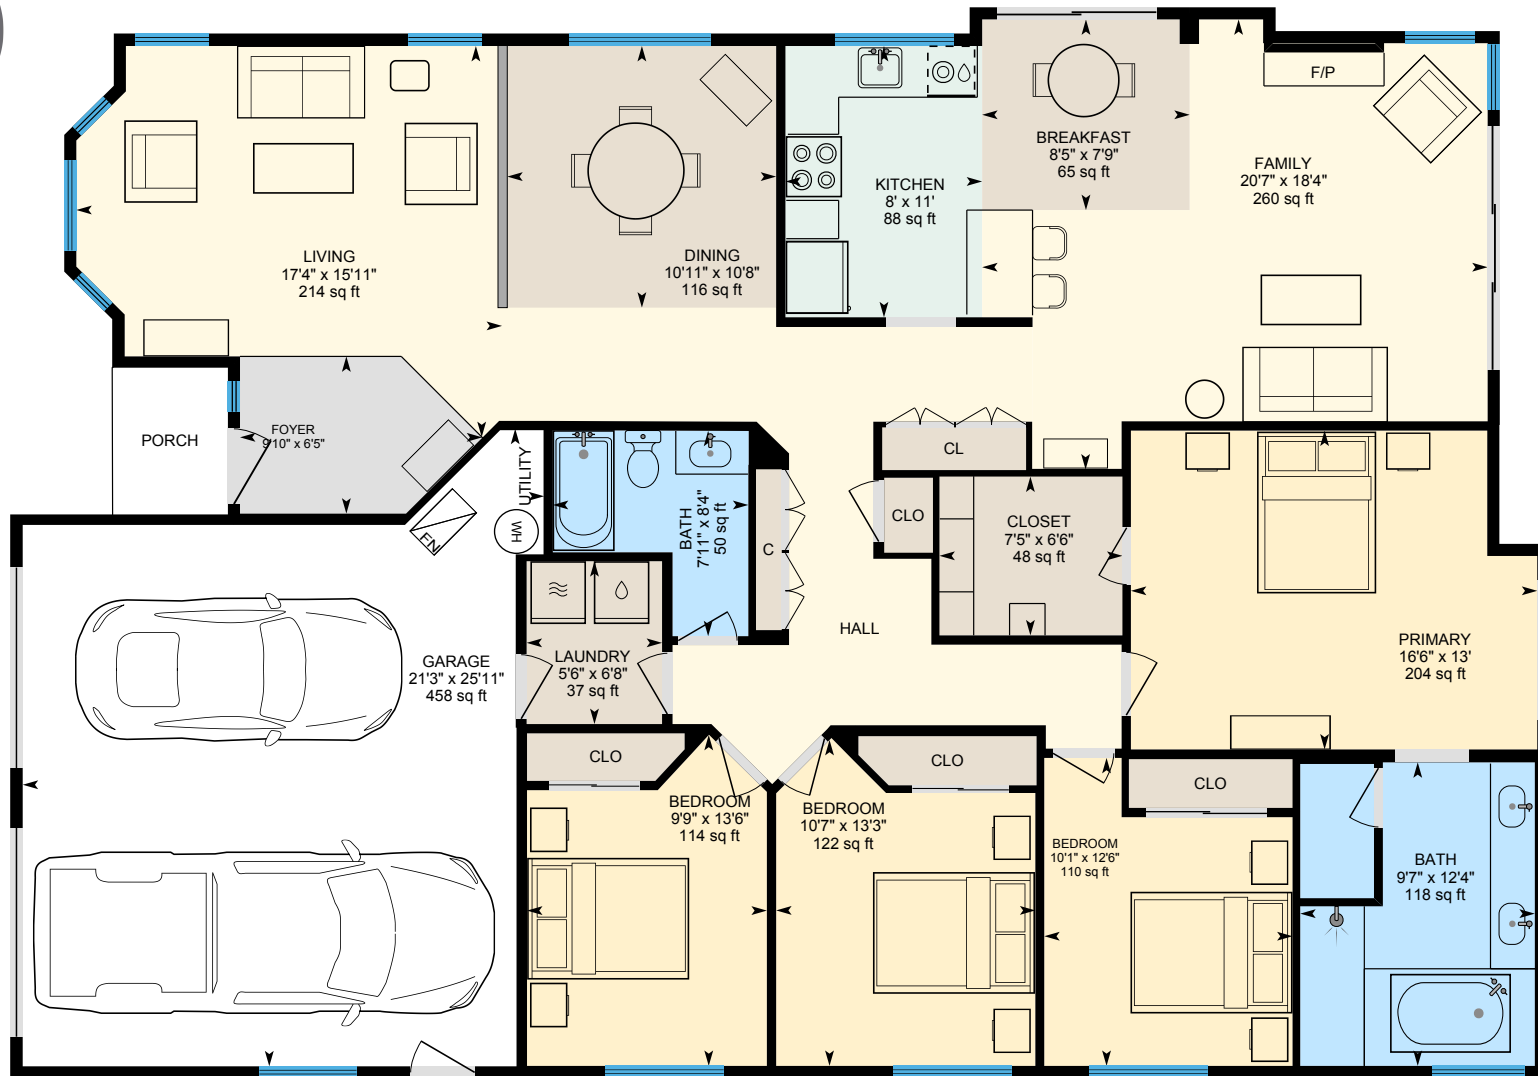 F/P
BREAKFAST
8'5" x 7'9"
65 sq ft
FAMILY
20'7" x 18'4"
260 sq ft
KITCHEN
8' x 11'
88 sq ft
LIVING
17'4" x 15'11"
214 sq ft
DINING
10'11" x 10'8"
116 sq ft
PORCH
FOYER
9'10" x 6'5"
UTILITY
WH
FN
BATH
7'11" x 8'4"
50 sq ft
C
CL
CLO
CLOSET
7'5" x 6'6"
48 sq ft
HALL
PRIMARY
16'6" x 13'
204 sq ft
GARAGE
21'3" x 25'11"
458 sq ft
LAUNDRY
5'6" x 6'8"
37 sq ft
CLO
CLO
CLO
BEDROOM
9'9" x 13'6"
114 sq ft
BEDROOM
10'7" x 13'3"
122 sq ft
BEDROOM
10'1" x 12'6"
110 sq ft
BATH
9'7" x 12'4"
118 sq ft